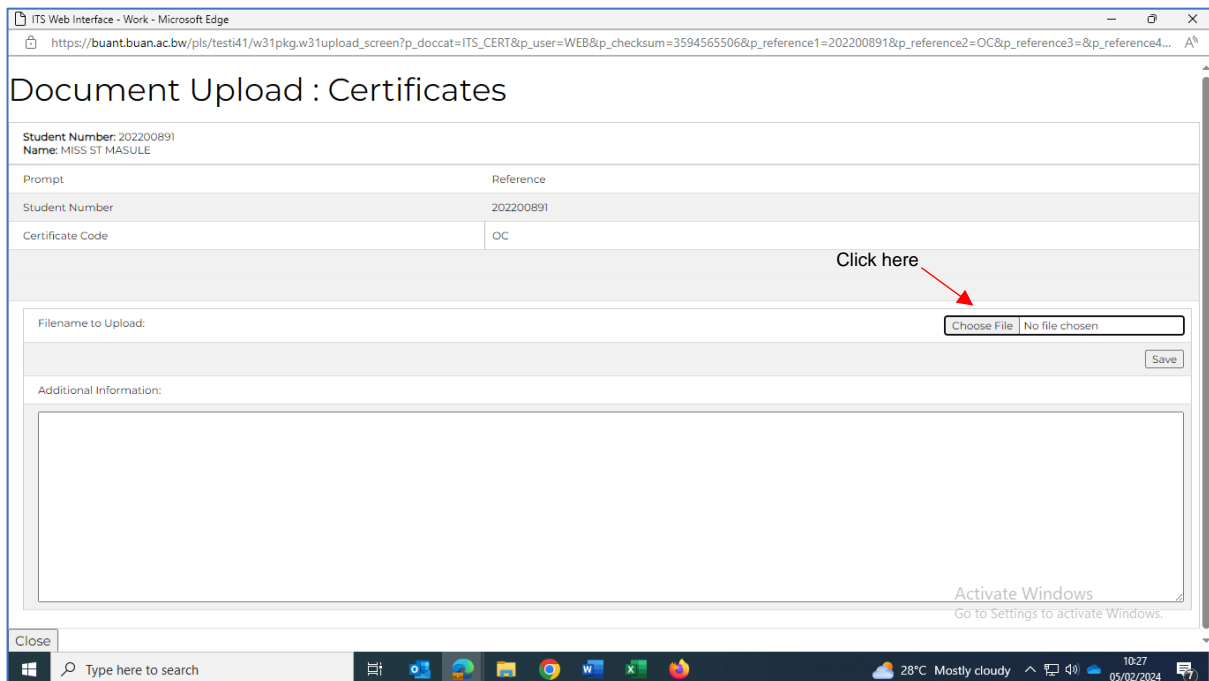 ITS Web Interface - Work - Microsoft Edge
https://buant.buan.ac.bw/pls/testi41/w31pkg.w31upload_screen?p_doccat=ITS_CERT&p_user=WEB&p_checksum=3594565506&p_reference1=202200891&p_reference2=OC&p_reference3=&p_reference4... A
Document Upload : Certificates
Student Number: 202200891
Name: MISS ST MASULE
Prompt Reference
Student Number 202200891
Certificate Code OC
Click here
Filename to Upload: Choose File No file chosen
Save
Additional Information:
Activate Windows
Go to Settings to activate Windows.
Close
Type here to search 28°C Mostly cloudy 10:27
05/02/2024 7